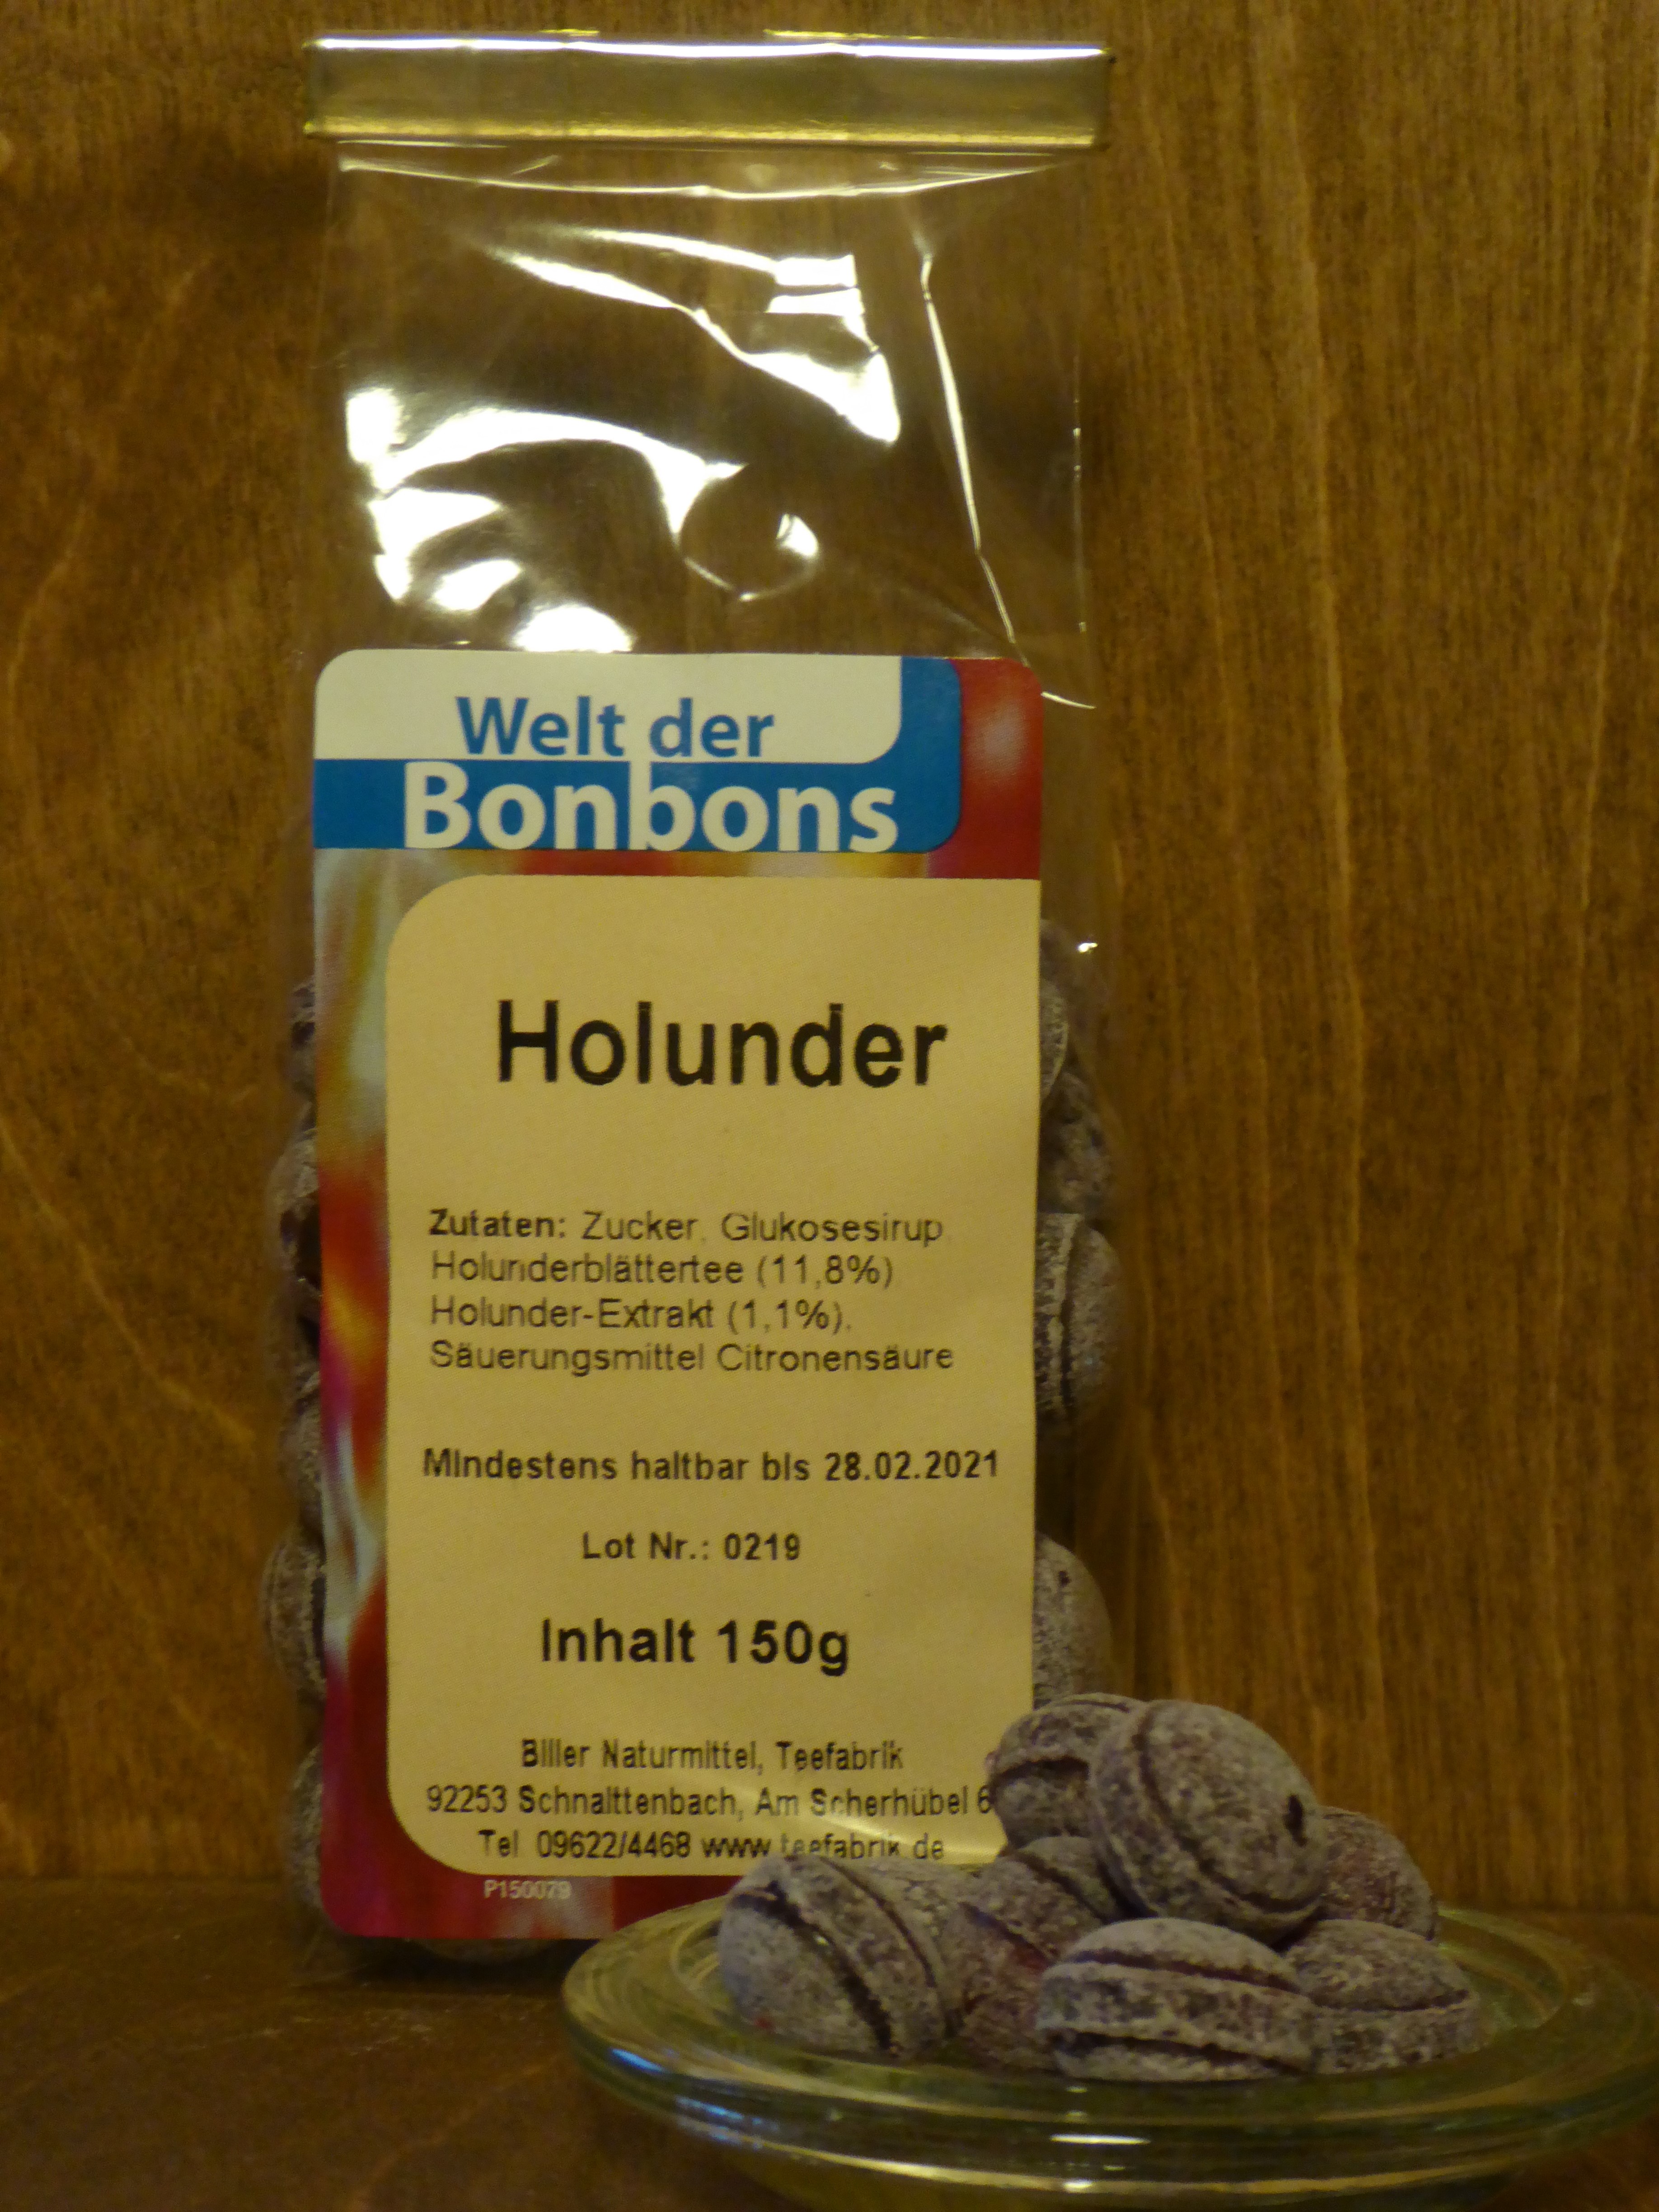 Welt der
Bonbons
Holunder
Zutaten: Zucker, Glukosesirup,
Holunderblättertee (11,8%)
Holunder-Extrakt (1,1%),
Säuerungsmittel Citronensäure
Mindestens haltbar bis 28.02.2021
Lot Nr.: 0219
Inhalt 150g
Biller Naturmittel, Teefabrik
92253 Schnaittenbach, Am Scherhübel 6
Tel 09622/4468 www.teefabrik.de
P150079